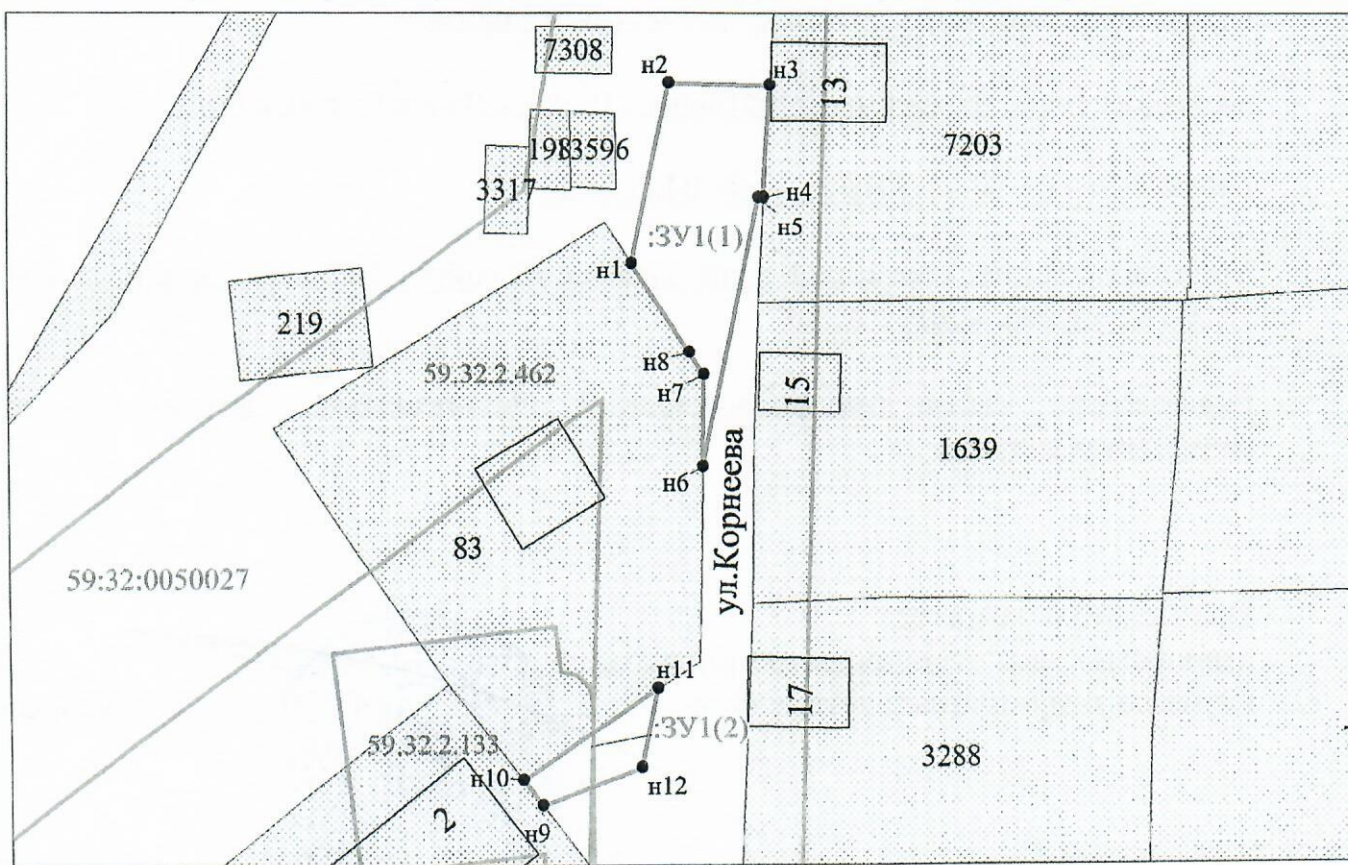 7308
н2
н3
13
7203
198
13596
3317
н4
н5
:ЗУ1(1)
н1
219
н8
59.32.2.462
н7
15
1639
н6
83
ул.Корнеева
59:32:0050027
н11
17
:ЗУ1(2)
59.32.2.133
3288
н10
н12
н9
2